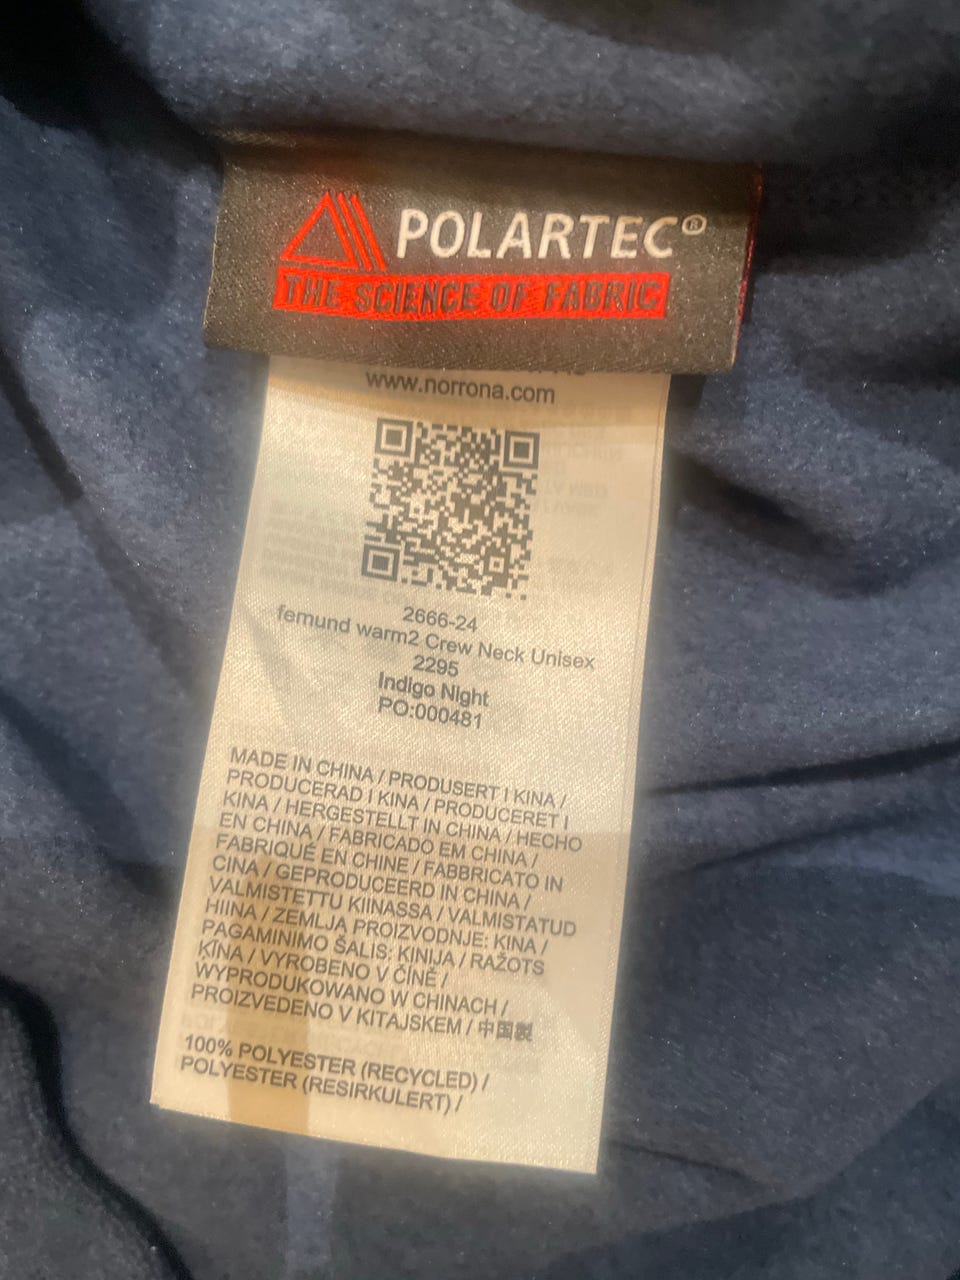 POLARTEC®
THE SCIENCE OF FABRIC
www.norrona.com
2666-24
femund warm2 Crew Neck Unisex
2295
Indigo Night
PO:000481
MADE IN CHINA / PRODUSERT I KINA /
PRODUCERAD I KINA / PRODUCERET I
KINA / HERGESTELLT IN CHINA / HECHO
EN CHINA / FABRICADO EM CHINA /
FABRIQUÉ EN CHINE / FABBRICATO IN
CINA / GEPRODUCEERD IN CHINA /
VALMISTETTU KIINASSA / VALMISTATUD
HIINA / ZEMLJA PROIZVODNJE: KINA /
PAGAMINIMO ŠALIS: KINIJA / RAŽOTS
ĶĪNA / VYROBENO V ČÍNĚ /
WYPRODUKOWANO W CHINACH /
PROIZVEDENO V KITAJSKEM / 中国製
100% POLYESTER (RECYCLED) /
POLYESTER (RESIRKULERT) /